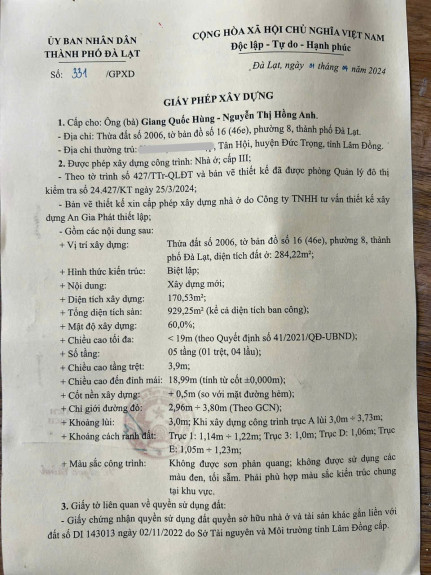 ỦY BAN NHÂN DÂN
THÀNH PHỐ ĐÀ LẠT
Số: 331 /GPXD
CỘNG HÒA XÃ HỘI CHỦ NGHĨA VIỆT NAM
Độc lập - Tự do - Hạnh phúc
Đà Lạt, ngày tháng năm 2024
GIẤY PHÉP XÂY DỰNG
1. Cấp cho: Ông (bà) Giang Quốc Hùng - Nguyễn Thị Hồng Anh.
- Địa chỉ: Thửa đất số 2006, tờ bản đồ số 16 (46e), phường 8, thành phố Đà Lạt.
- Địa chỉ thường trú: , Tân Hội, huyện Đức Trọng, tỉnh Lâm Đồng.
2. Được phép xây dựng công trình: Nhà ở; cấp III;
- Theo tờ trình số 427/TTr-QLĐT và bản vẽ thiết kế đã được phòng Quản lý đô thị
kiểm tra số 24.427/KT ngày 25/3/2024;
- Bản vẽ thiết kế xin cấp phép xây dựng nhà ở do Công ty TNHH tư vấn thiết kế xây
dựng An Gia Phát thiết lập;
- Gồm các nội dung sau:
+ Vị trí xây dựng: Thửa đất số 2006, tờ bản đồ số 16 (46e), phường 8, thành
phố Đà Lạt, diện tích đất ở: 284,22m²;
+ Hình thức kiến trúc: Biệt lập;
+ Nội dung: Xây dựng mới;
+ Diện tích xây dựng: 170,53m²;
+ Tổng diện tích sàn: 929,25m² (kể cả diện tích ban công);
+ Mật độ xây dựng: 60,0%;
+ Chiều cao tối đa: < 19m (theo Quyết định số 41/2021/QĐ-UBND);
+ Số tầng: 05 tầng (01 trệt, 04 lầu);
+ Chiều cao tầng trệt: 3,9m;
+ Chiều cao đến đỉnh mái: 18,99m (tính từ cốt ±0,000m);
+ Cốt nền xây dựng: + 0,5m (so với mặt đường hẻm);
+ Chỉ giới đường đỏ: 2,96m ÷ 3,80m (Theo GCN);
+ Khoảng lùi: 3,0m; Khi xây dựng công trình trục A lùi 3,0m ÷ 3,73m;
+ Khoảng cách ranh đất: Trục 1: 1,14m ÷ 1,22m; Trục 3: 1,0m; Trục D: 1,06m; Trục
E: 1,05m ÷ 1,23m;
+ Màu sắc công trình: Không được sơn phản quang; không được sử dụng các
màu đen, tối sẫm. Phải phù hợp màu sắc kiến trúc chung
tại khu vực.
3. Giấy tờ liên quan về quyền sử dụng đất:
- Giấy chứng nhận quyền sử dụng đất quyền sở hữu nhà ở và tài sản khác gắn liền với
đất số DI 143013 ngày 02/11/2022 do Sở Tài nguyên và Môi trường tỉnh Lâm Đồng cấp.